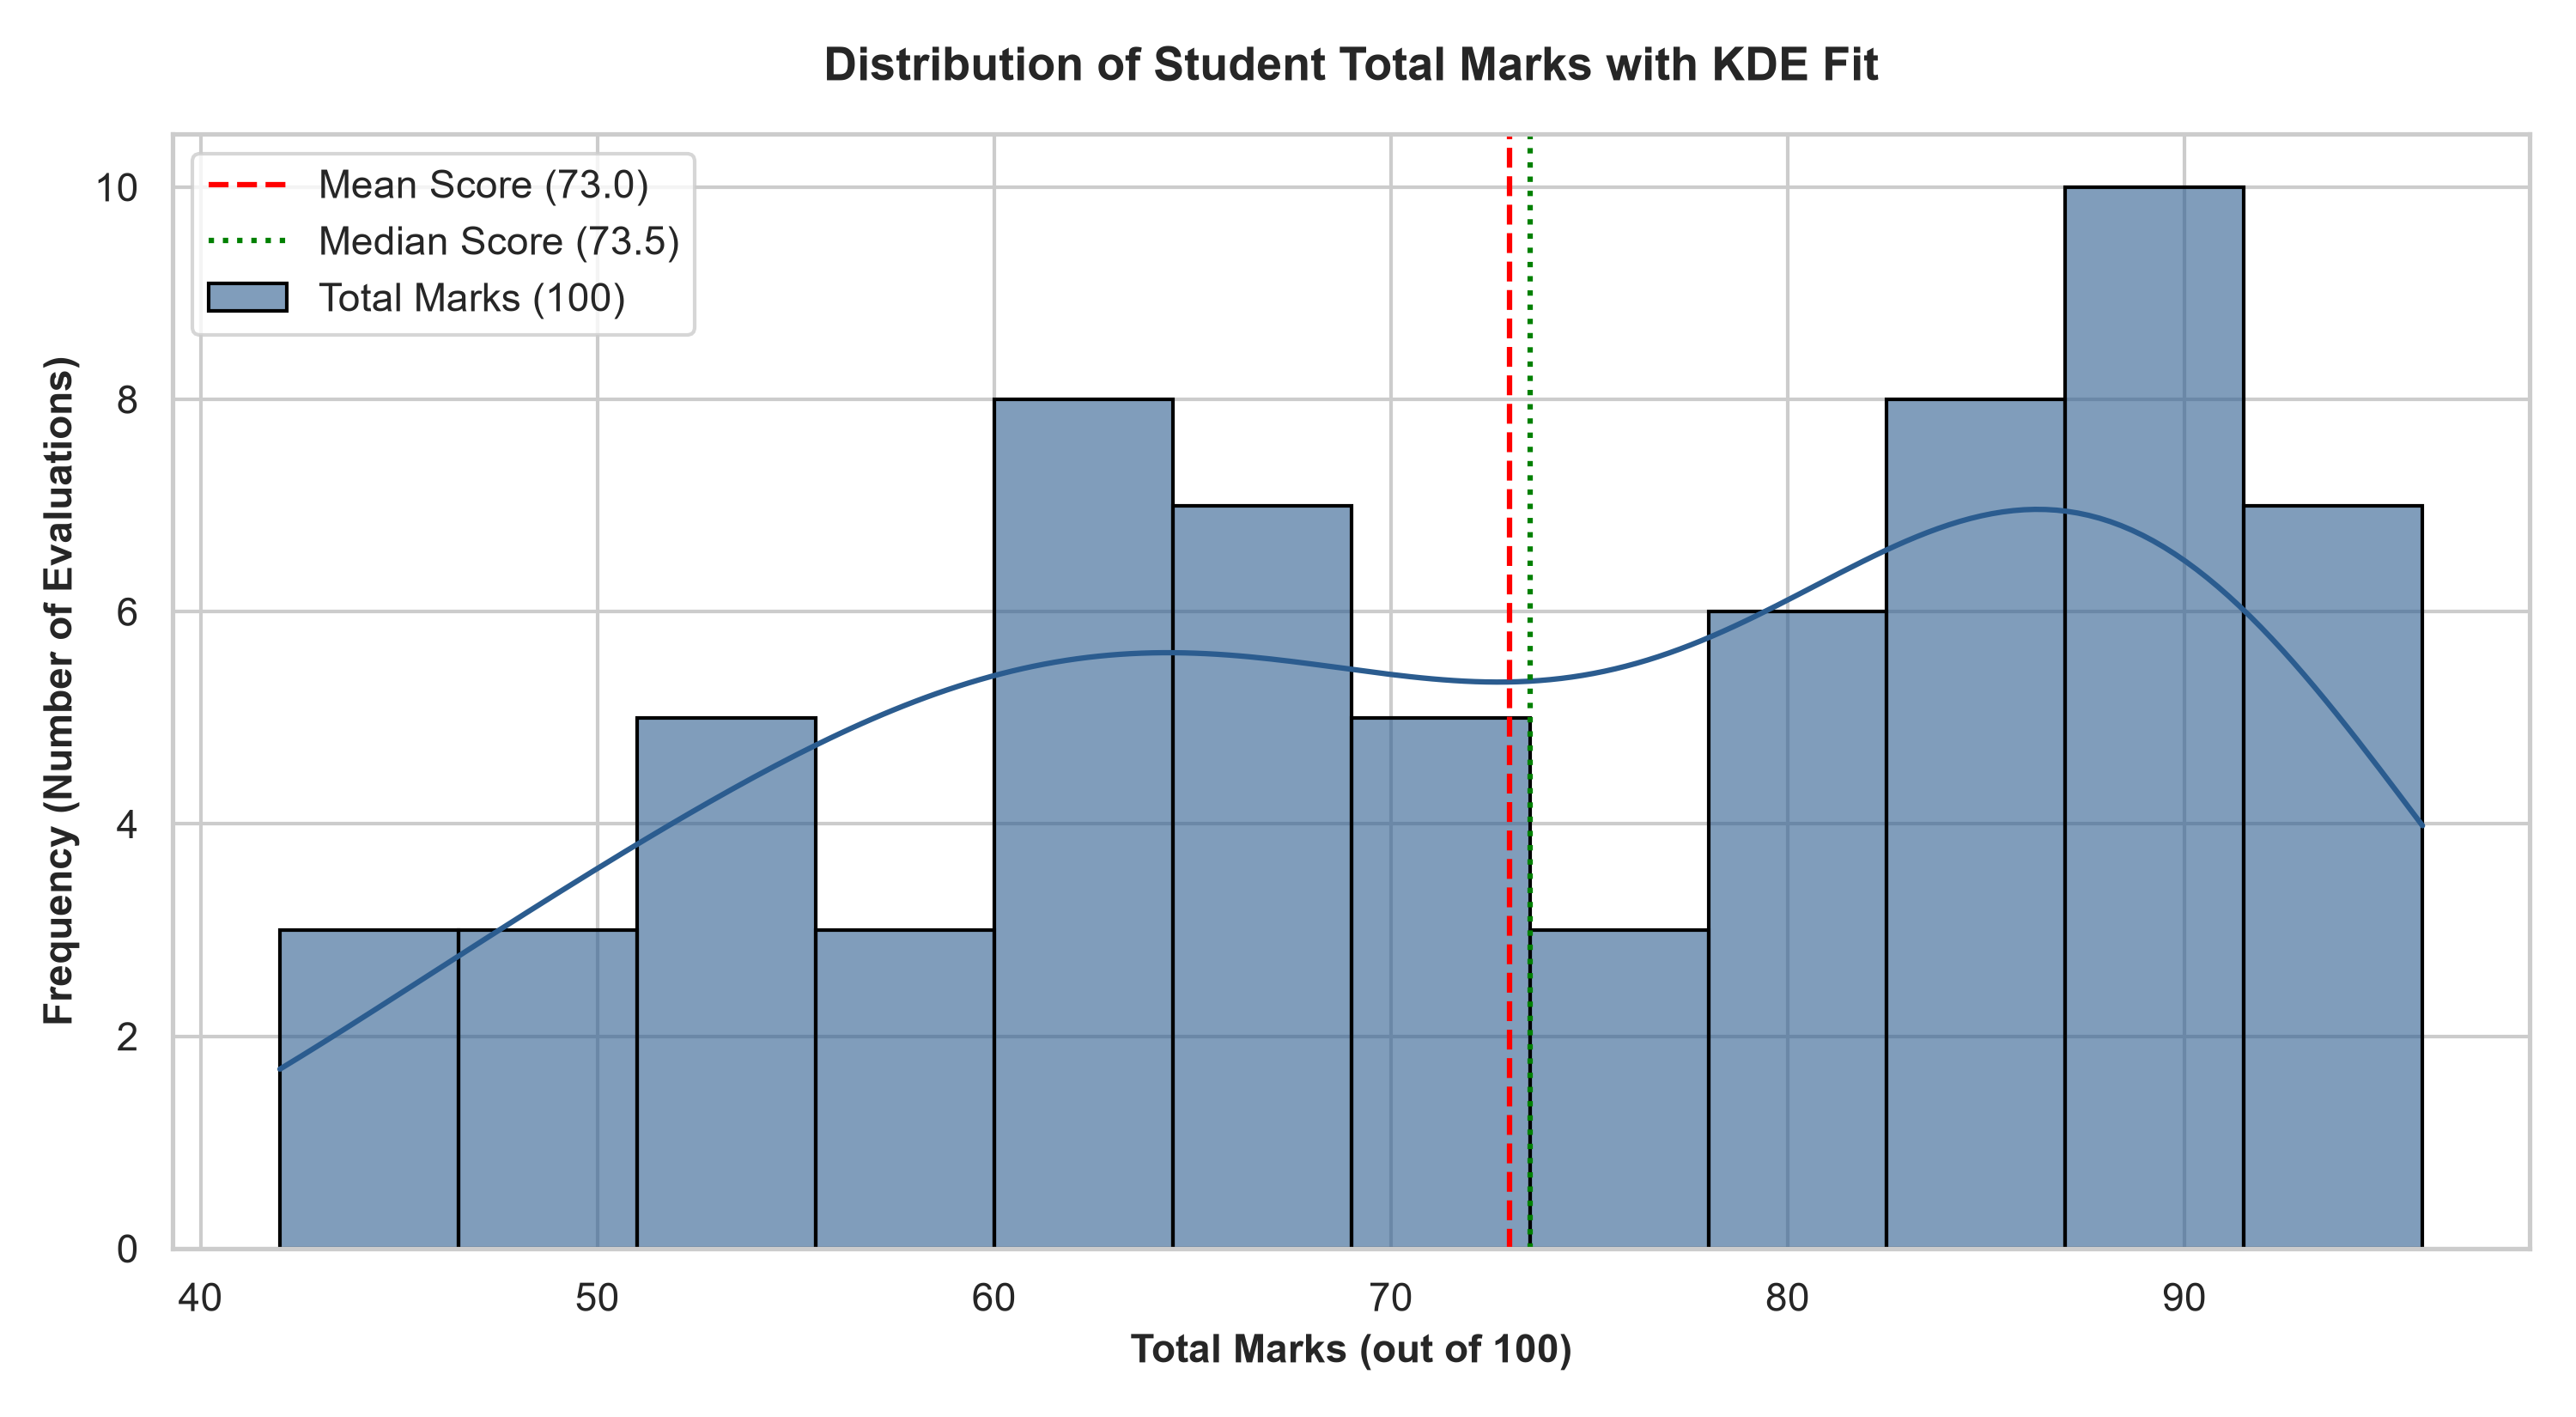 Distribution of Student Total Marks with KDE Fit
Mean Score (73.0)
Median Score (73.5)
Total Marks (100)
Frequency (Number of Evaluations)
10
8
6
4
2
0
40 50 60 70 80 90
Total Marks (out of 100)